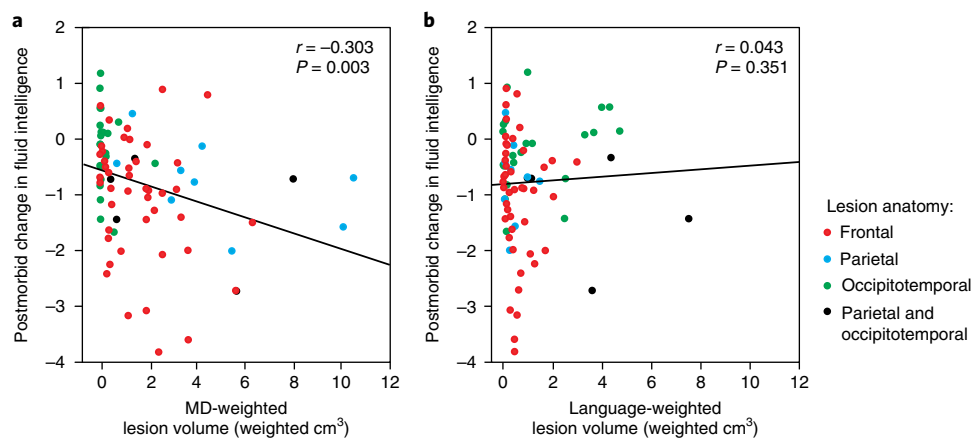 a
r = –0.303
P = 0.003
Postmorbid change in fluid intelligence
2
1
0
–1
–2
–3
–4
0 2 4 6 8 10 12
MD-weighted
lesion volume (weighted cm³)
b
r = 0.043
P = 0.351
Postmorbid change in fluid intelligence
2
1
0
–1
–2
–3
–4
0 2 4 6 8 10 12
Language-weighted
lesion volume (weighted cm³)
Lesion anatomy:
Frontal
Parietal
Occipitotemporal
Parietal and
occipitotemporal